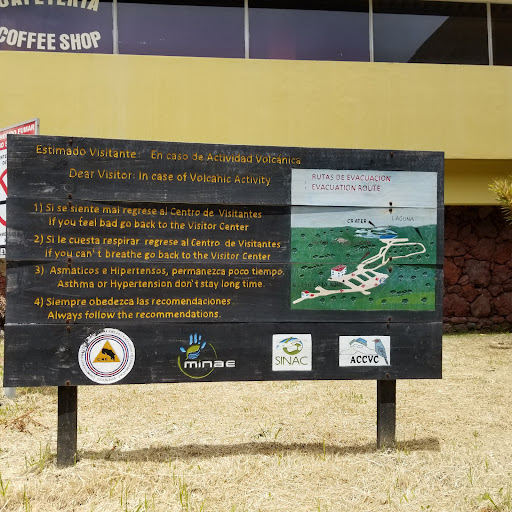 CAFETERIA
COFFEE SHOP
Estimado Visitante: En caso de Actividad Volcánica
Dear Visitor: In case of Volcanic Activity
1) Si se siente mal regrese al Centro de Visitantes
If you feel bad go back to the Visitor Center
2) Si le cuesta respirar regrese al Centro de Visitantes
if you can't breathe go back to the Visitor Center
3) Asmaticos e Hipertensos, permanezca poco tiempo.
Asthma or Hypertension don't stay long time.
4) Siempre obedezca las recomendaciones
Always follow the recommendations.
RUTAS DE EVACUACION
EVACUATION ROUTE
CRATER
LAGUNA
minae
SINAC
ACCVC